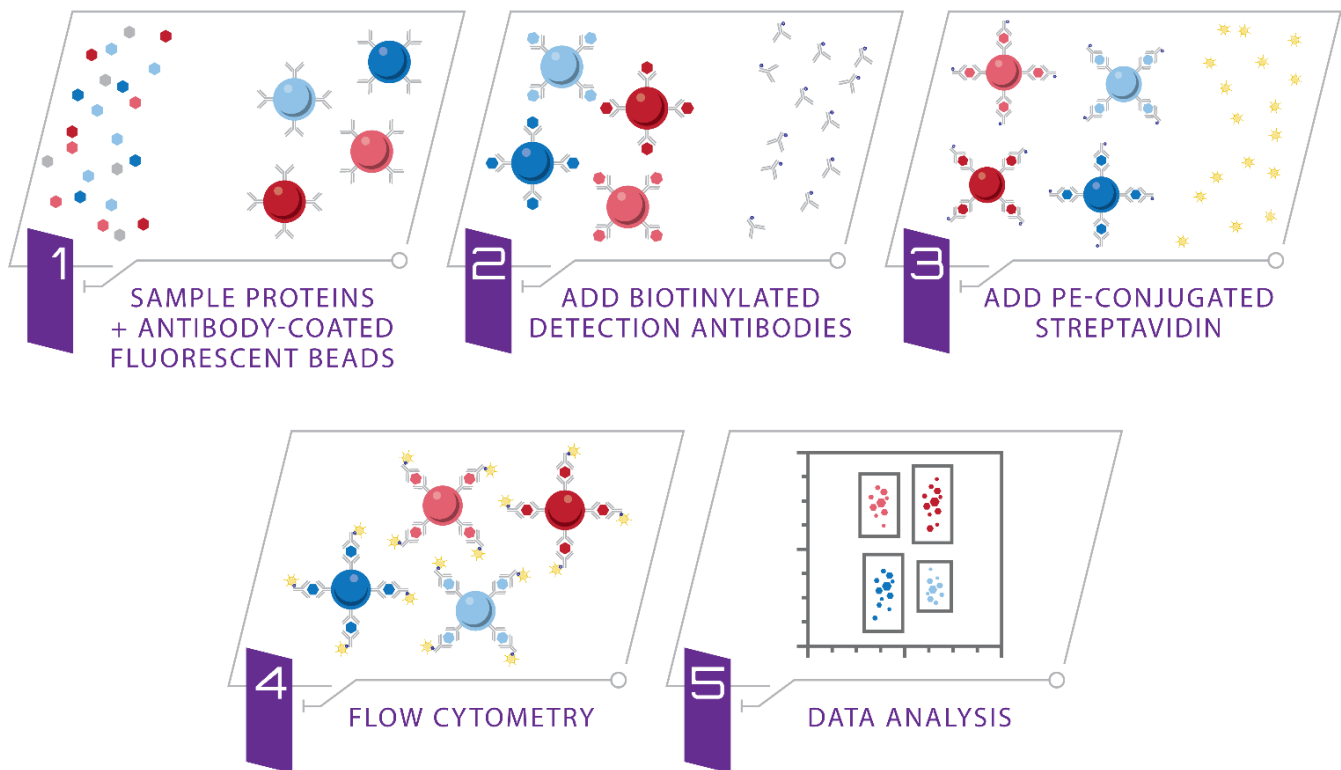 1
SAMPLE PROTEINS
+ ANTIBODY-COATED
FLUORESCENT BEADS
2
ADD BIOTINYLATED
DETECTION ANTIBODIES
3
ADD PE-CONJUGATED
STREPTAVIDIN
4
FLOW CYTOMETRY
5
DATA ANALYSIS